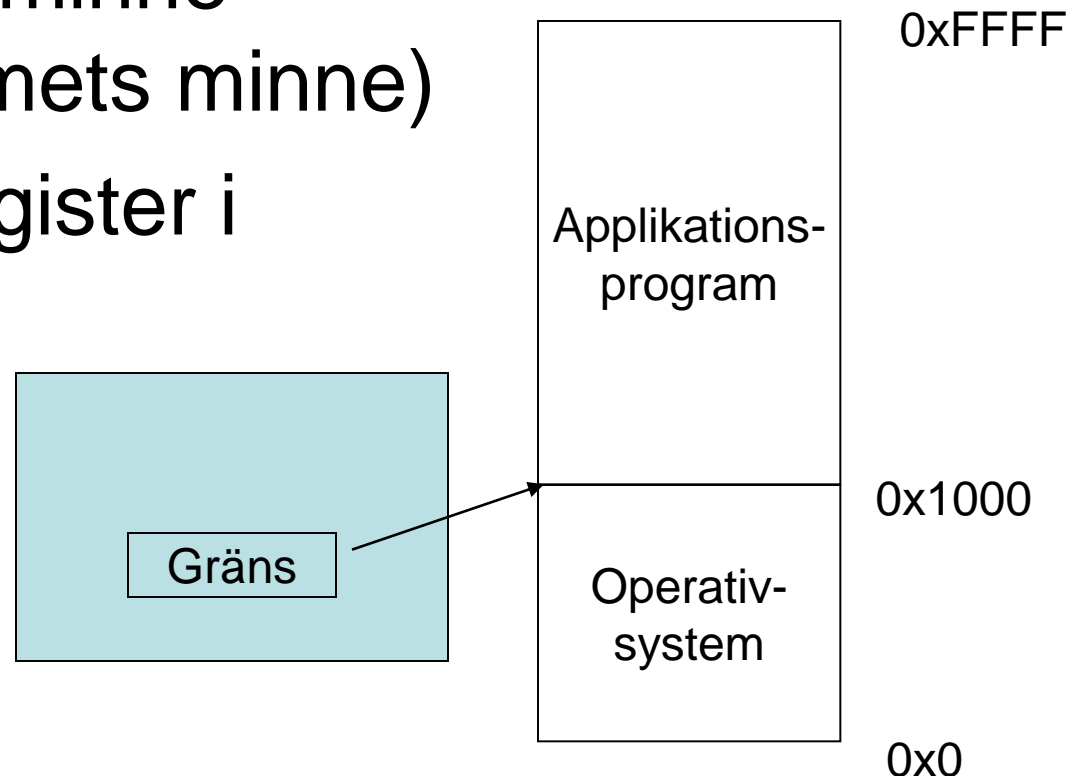 minne
mets minne)
gister i
0xFFFF
Applikations-
program
0x1000
Gräns
Operativ-
system
0x0